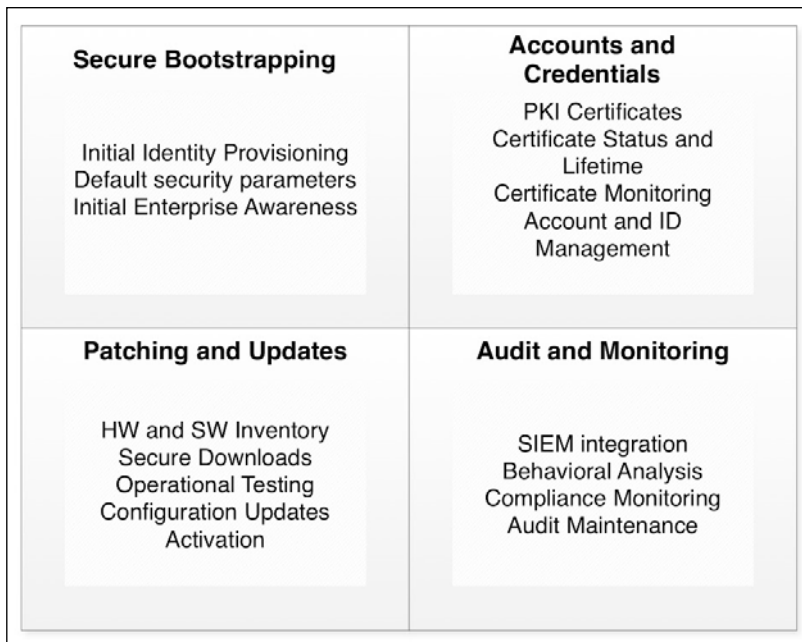 Secure Bootstrapping
Initial Identity Provisioning
Default security parameters
Initial Enterprise Awareness
Accounts and
Credentials
PKI Certificates
Certificate Status and
Lifetime
Certificate Monitoring
Account and ID
Management
Patching and Updates
HW and SW Inventory
Secure Downloads
Operational Testing
Configuration Updates
Activation
Audit and Monitoring
SIEM integration
Behavioral Analysis
Compliance Monitoring
Audit Maintenance